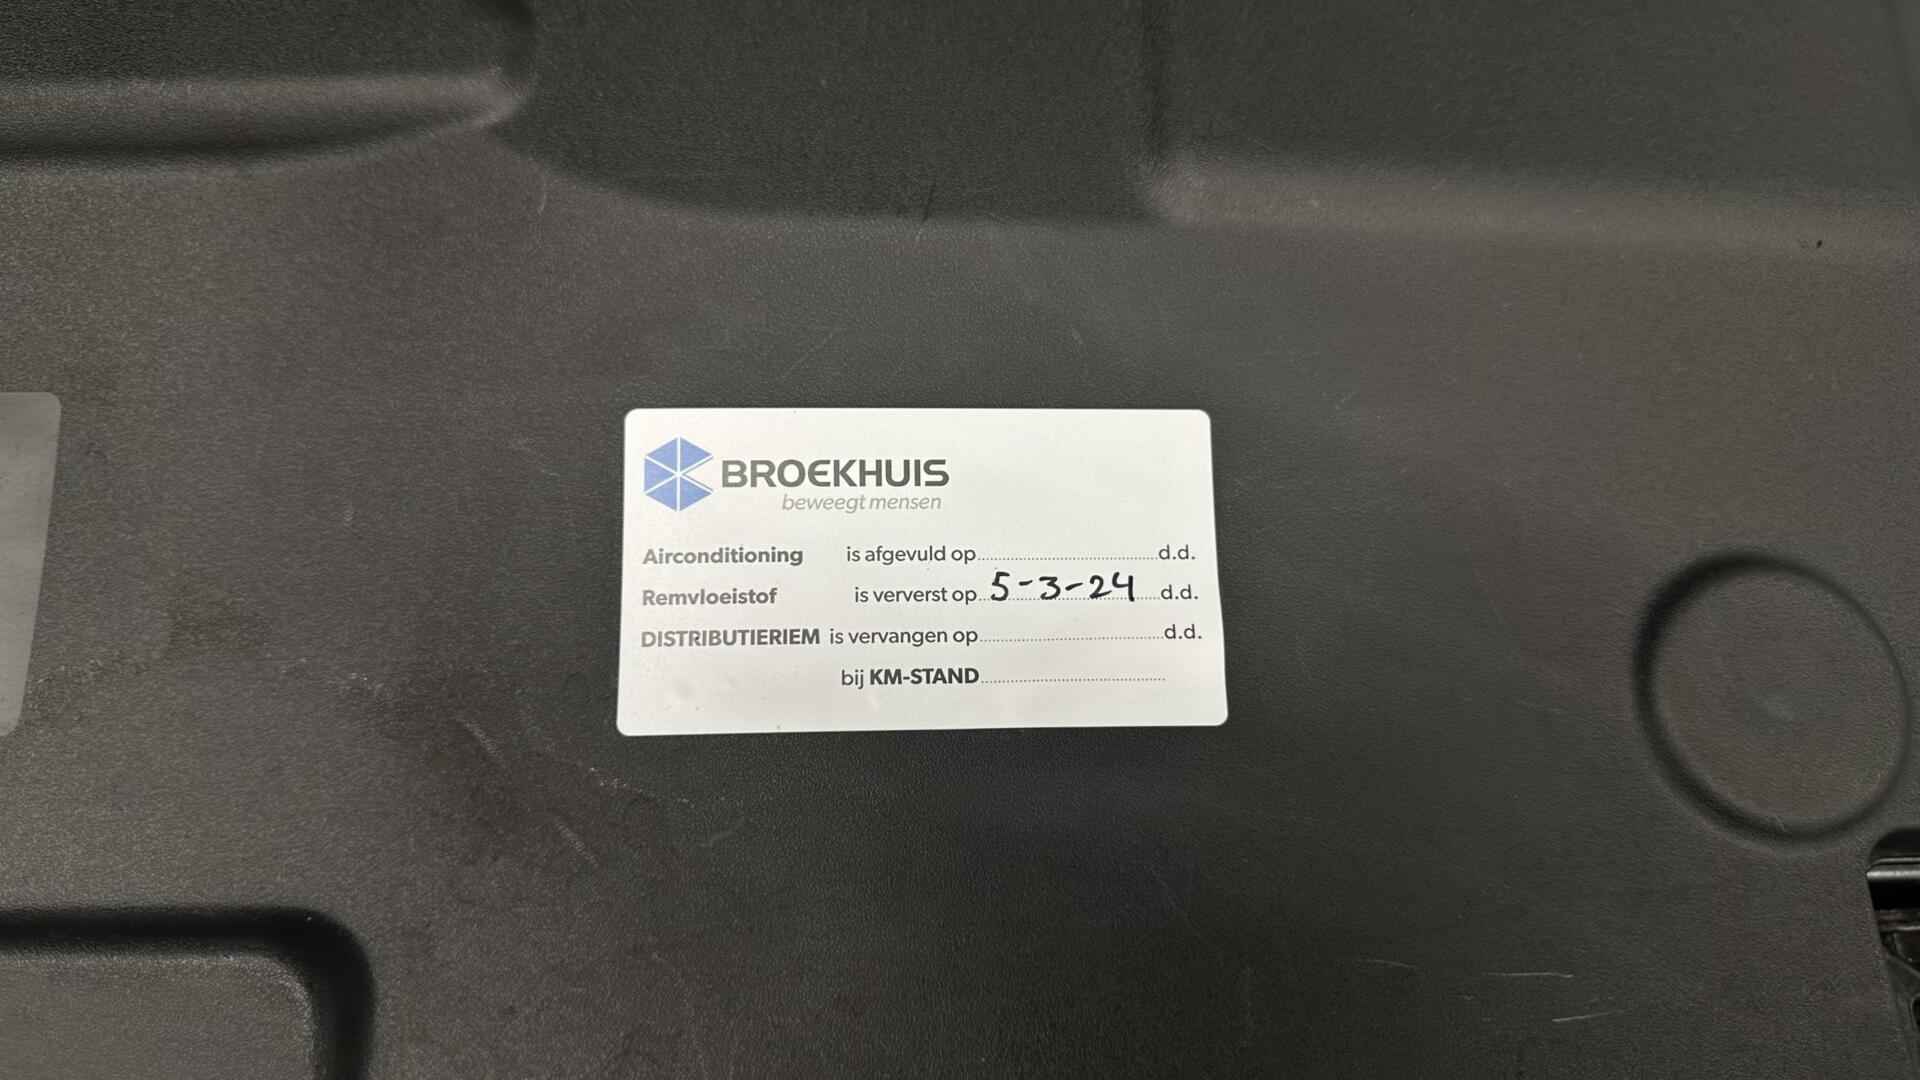 BROEKHUIS
beweegt mensen
Airconditioning is afgevuld op..............................d.d.
Remvloeistof is ververst op..5-3-24....d.d.
DISTRIBUTIERIEM is vervangen op..............................d.d.
bij KM-STAND..............................